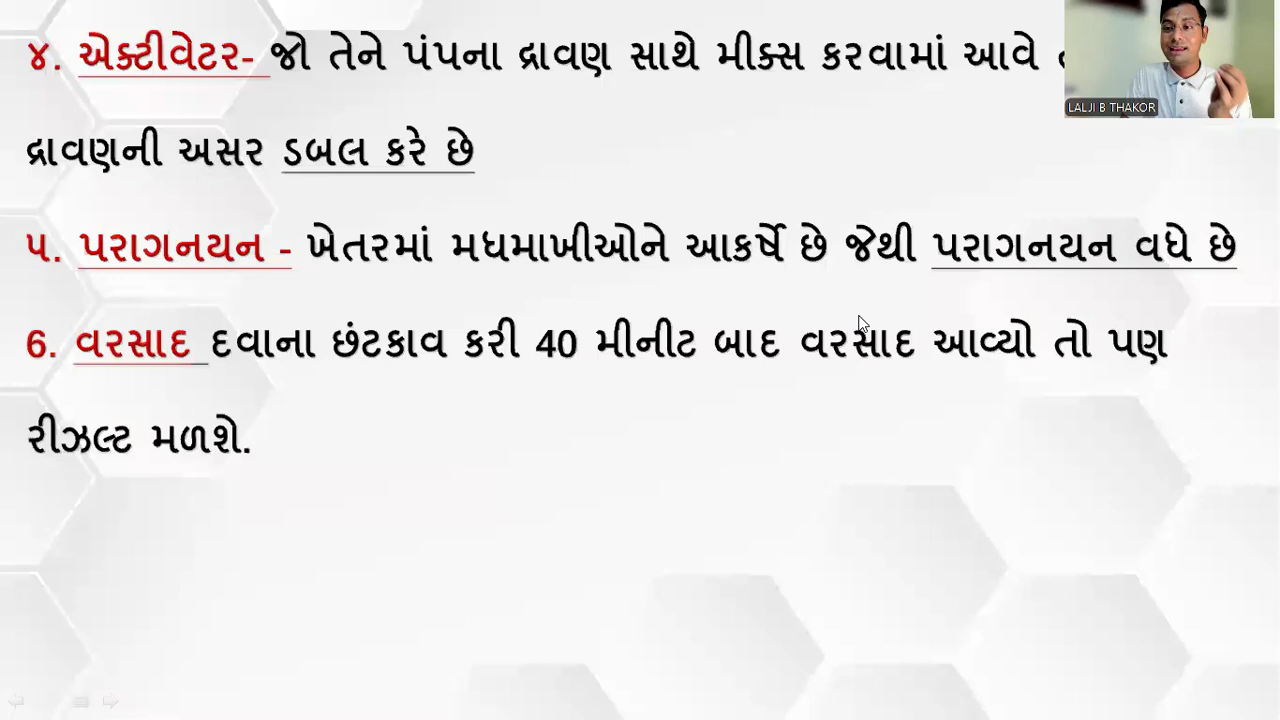 ૪. એક્ટીવેટર- જો તેને પંપના દ્રાવણ સાથે મીક્સ કરવામાં આવે
LALJI B THAKOR
દ્રાવણની અસર ડબલ કરે છે
૫. પરાગનયન - ખેતરમાં મધમાખીઓને આકર્ષે છે જેથી પરાગનયન વધે છે
6. વરસાદ દવાના છંટકાવ કરી 40 મીનીટ બાદ વરસાદ આવ્યો તો પણ
રીઝલ્ટ મળશે.